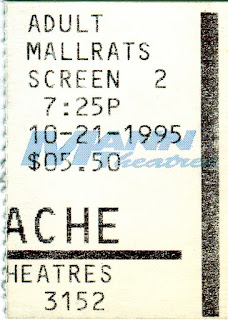 ADULT
MALLRATS
SCREEN 2
7:25P
10-21-1995
$05.50
MANN Theatres
ACHE
HEATRES
3152